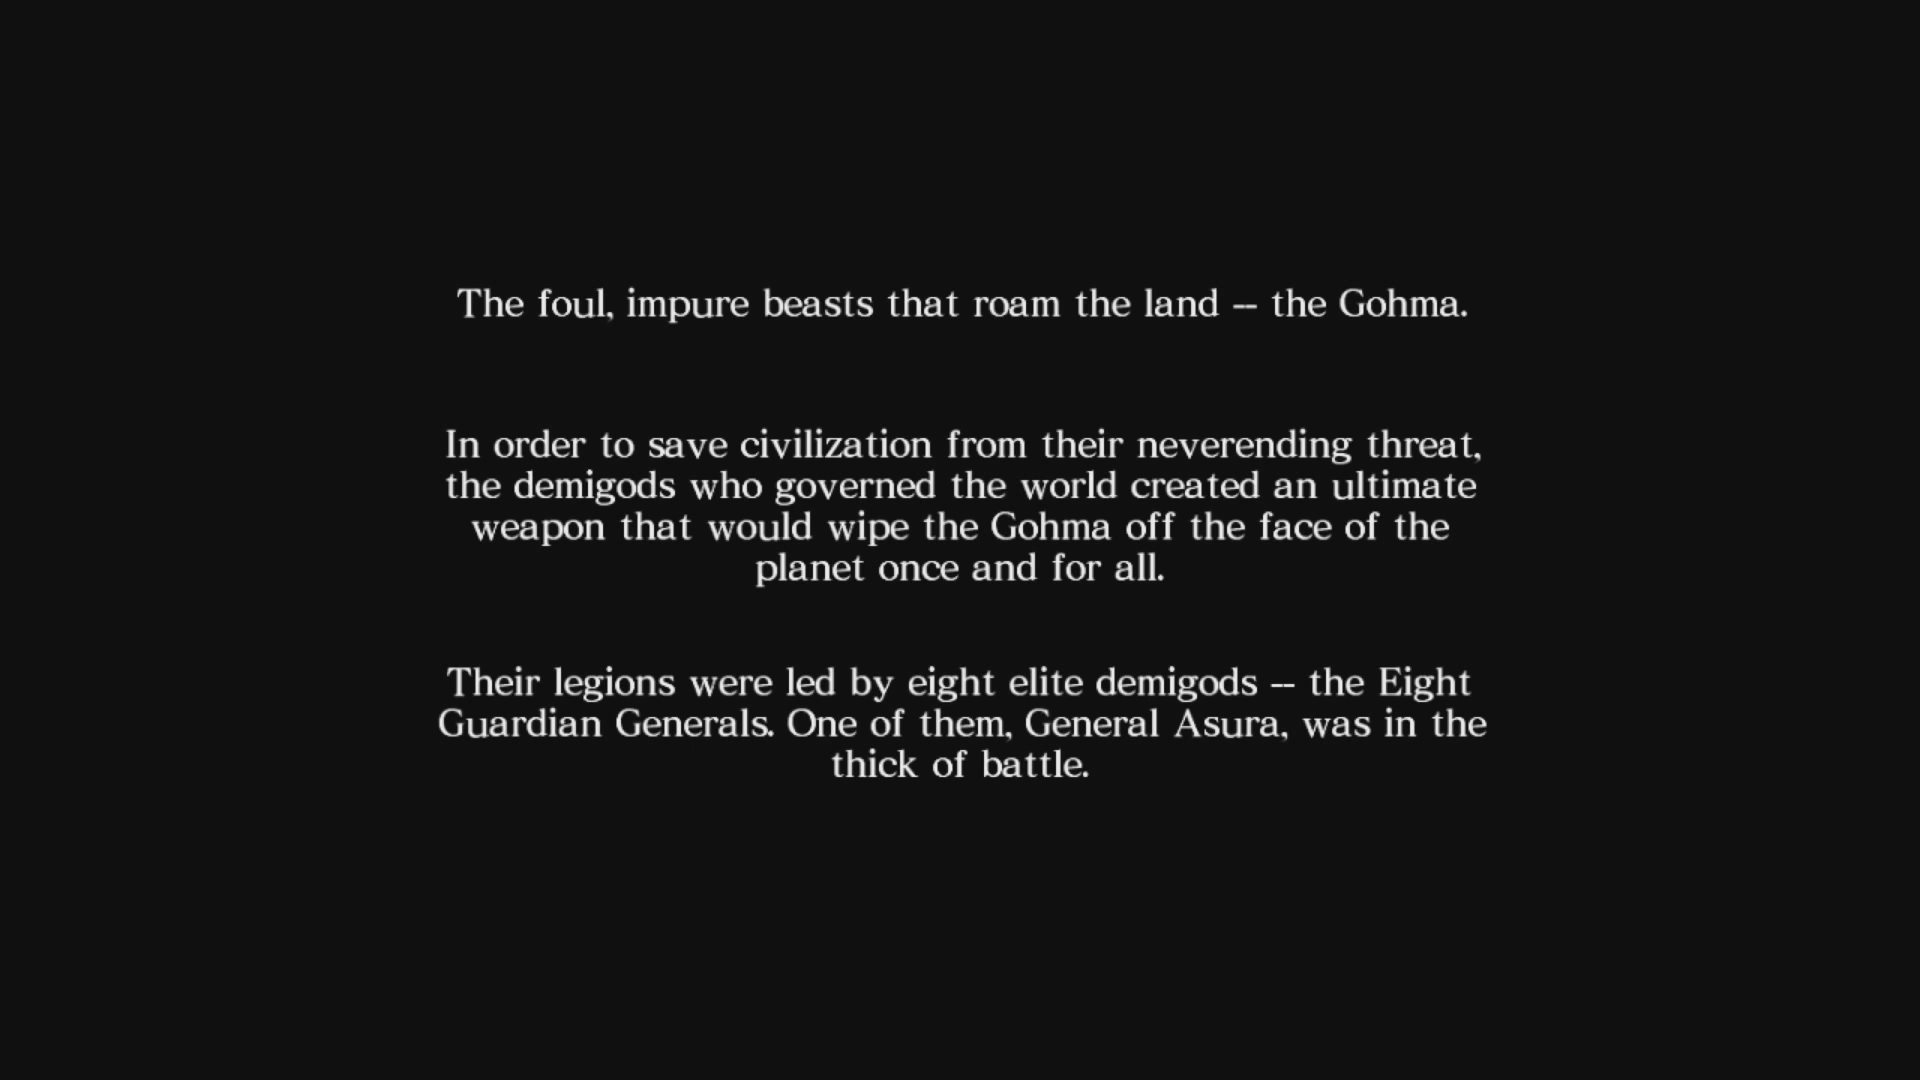 The foul, impure beasts that roam the land -- the Gohma.
In order to save civilization from their neverending threat,
the demigods who governed the world created an ultimate
weapon that would wipe the Gohma off the face of the
planet once and for all.
Their legions were led by eight elite demigods -- the Eight
Guardian Generals. One of them, General Asura, was in the
thick of battle.